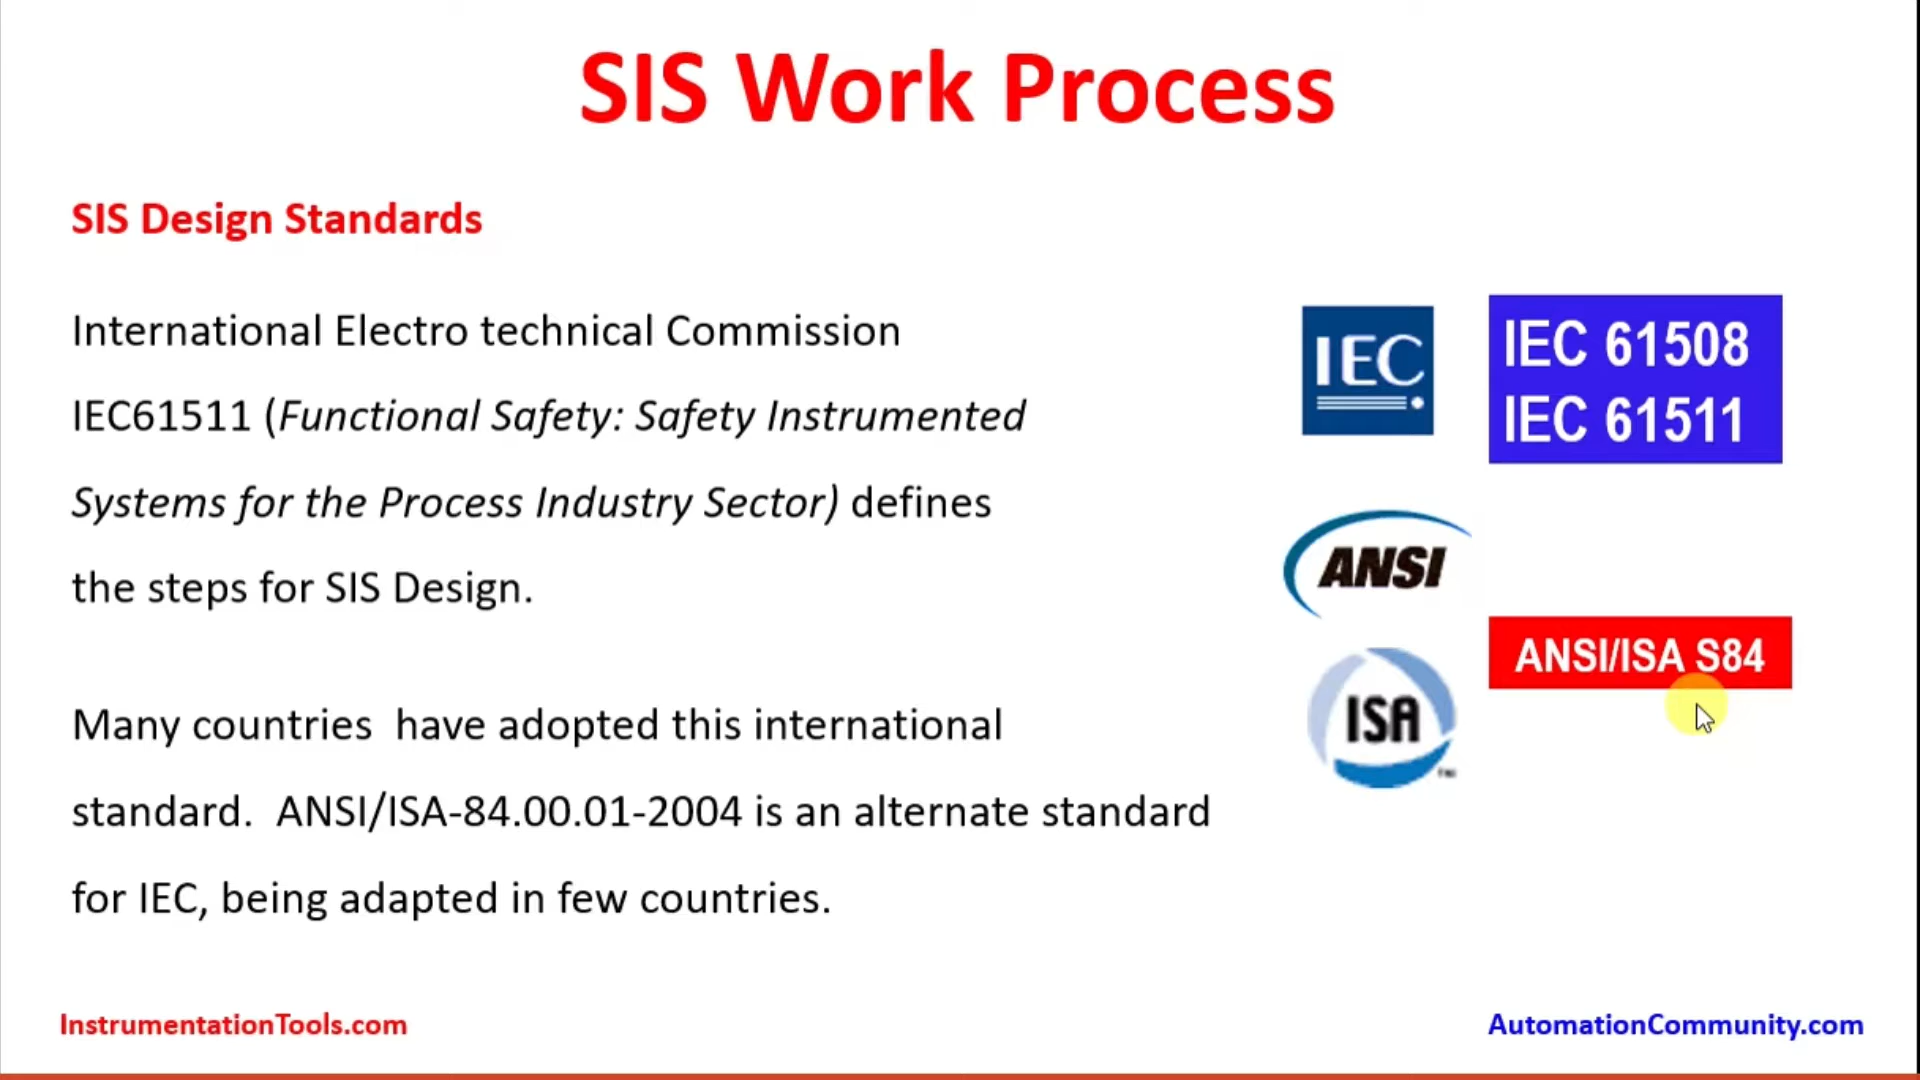 SIS Work Process
SIS Design Standards
International Electro technical Commission
IEC61511 (Functional Safety: Safety Instrumented
Systems for the Process Industry Sector) defines
the steps for SIS Design.
Many countries  have adopted this international
standard.  ANSI/ISA-84.00.01-2004 is an alternate standard
for IEC, being adapted in few countries.
IEC
IEC 61508
IEC 61511
ANSI
ANSI/ISA S84
ISA
TM
InstrumentationTools.com
AutomationCommunity.com